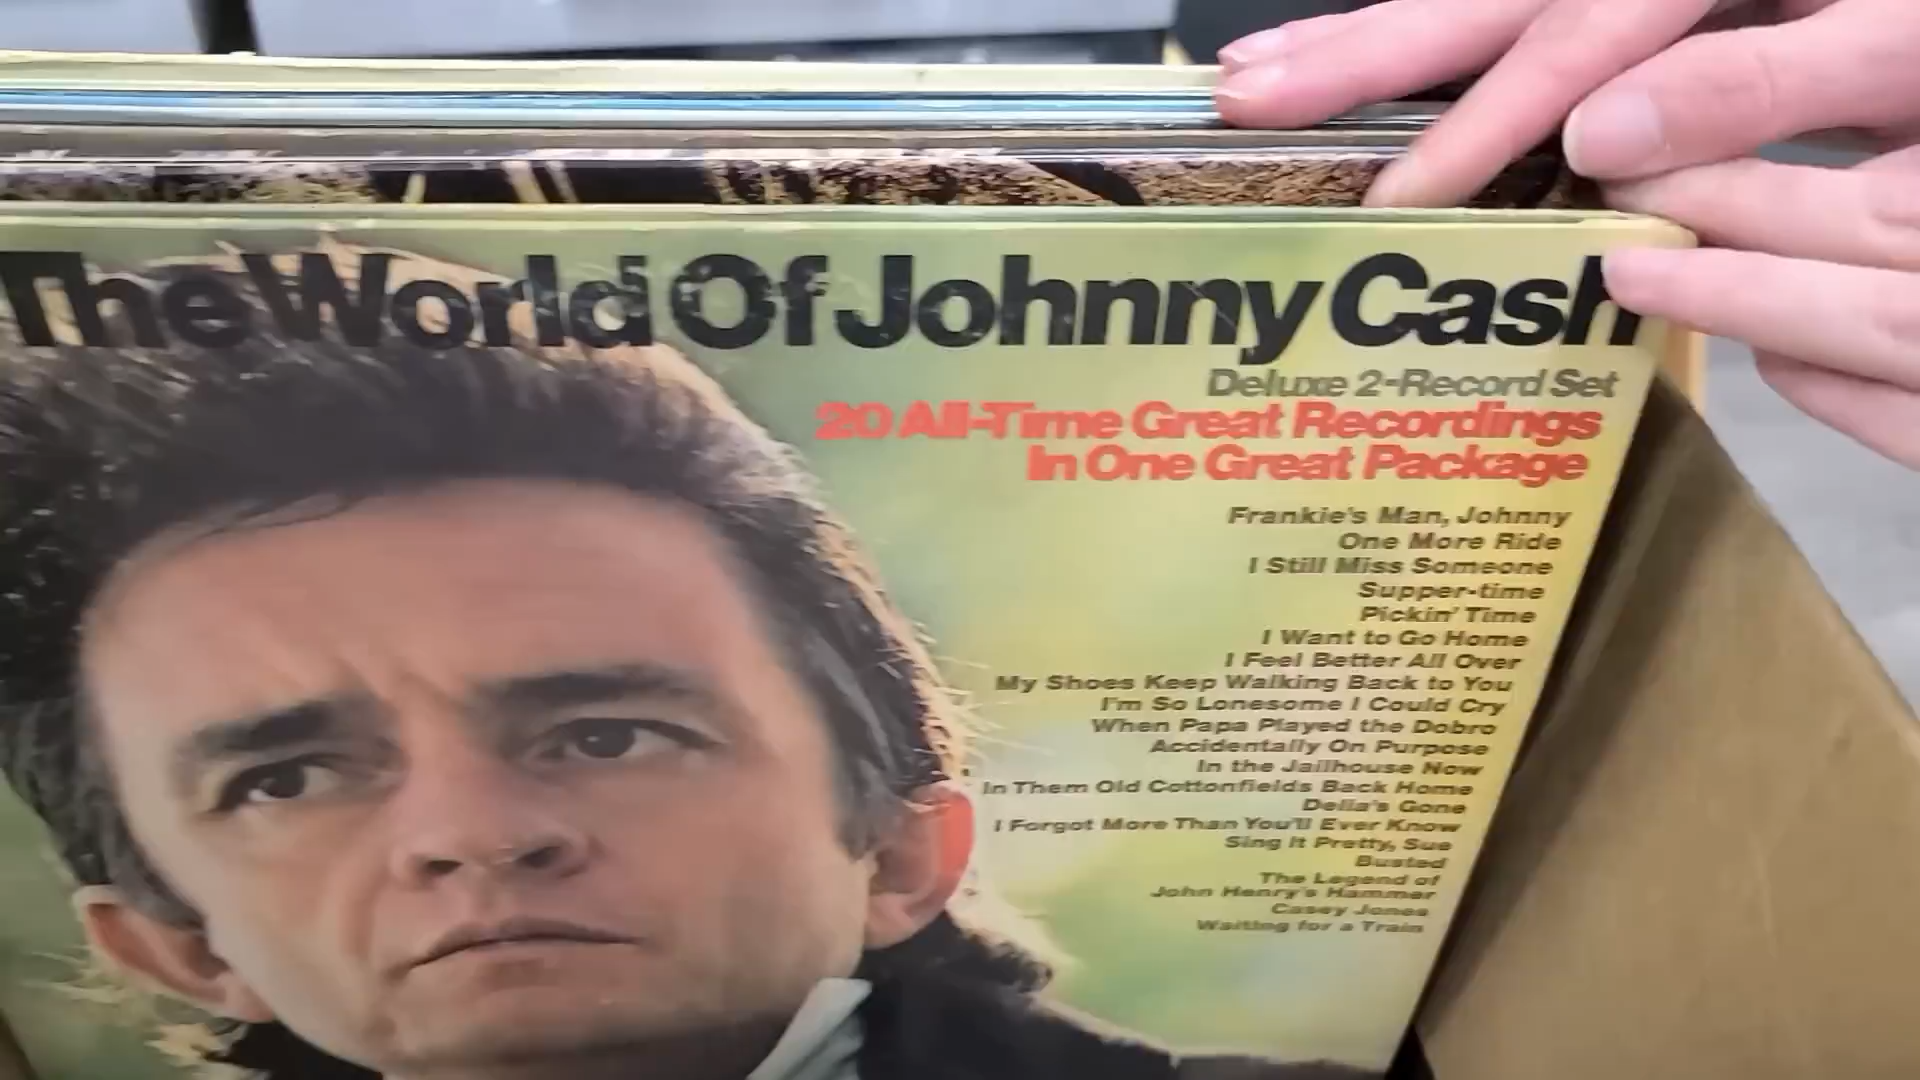 The World Of Johnny Cash
Deluxe 2-Record Set
20 All-Time Great Recordings
In One Great Package
Frankie's Man, Johnny
One More Ride
I Still Miss Someone
Supper-time
Pickin' Time
I Want to Go Home
I Feel Better All Over
My Shoes Keep Walking Back to You
I'm So Lonesome I Could Cry
When Papa Played the Dobro
Accidentally On Purpose
In the Jailhouse Now
In Them Old Cottonfields Back Home
Delia's Gone
I Forgot More Than You'll Ever Know
Sing It Pretty, Sue
Busted
The Legend of
John Henry's Hammer
Casey Jones
Waiting for a Train